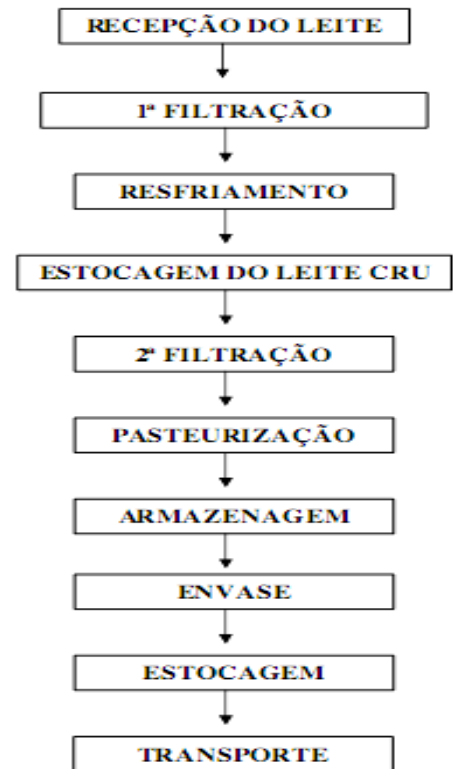 RECEPÇÃO DO LEITE
1ª FILTRAÇÃO
RESFRIAMENTO
ESTOCAGEM DO LEITE CRU
2ª FILTRAÇÃO
PASTEURIZAÇÃO
ARMAZENAGEM
ENVASE
ESTOCAGEM
TRANSPORTE